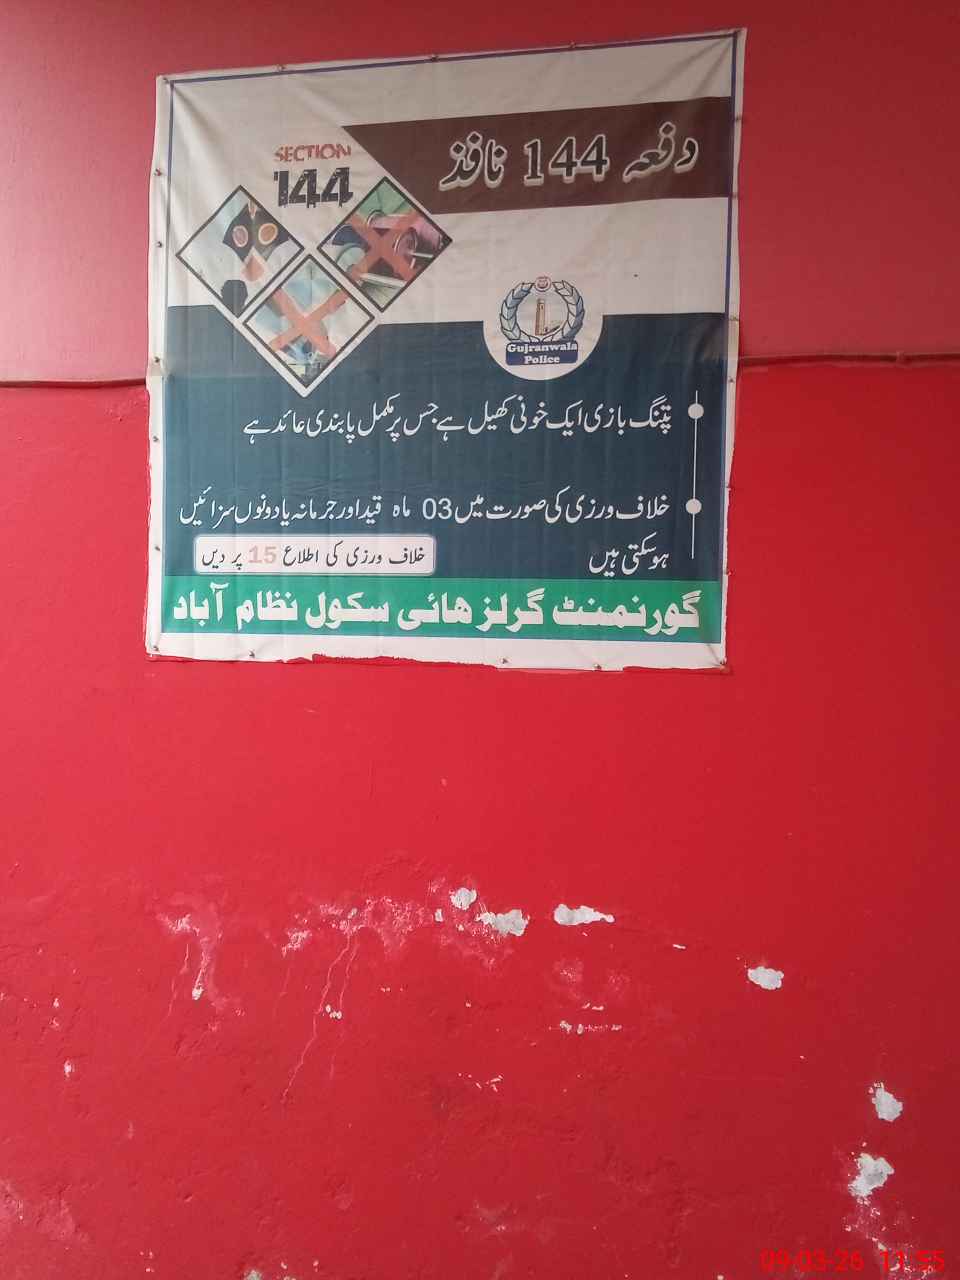 دفعہ 144 نافذ
SECTION
144
Gujranwala
Police
پتنگ بازی ایک خونی کھیل ہے جس پر مکمل پابندی عائد ہے
خلاف ورزی کی صورت میں 03 ماہ قید اور جرمانہ یا دونوں سزائیں
ہو سکتی ہیں
خلاف ورزی کی اطلاع 15 پر دیں
گورنمنٹ گرلز ھائی سکول نظام آباد
09-03-26 11:55